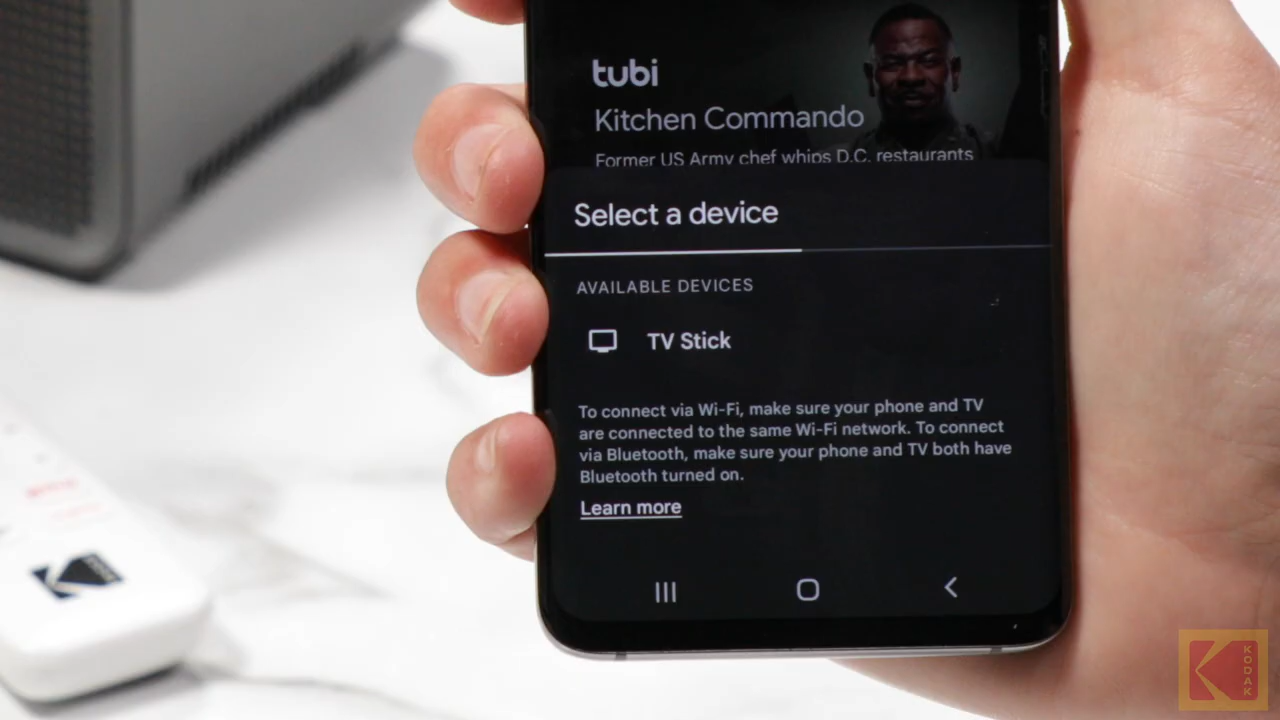 tubi
Kitchen Commando
Former US Army chef whips D.C. restaurants
Select a device
AVAILABLE DEVICES
TV Stick
To connect via Wi-Fi, make sure your phone and TV
are connected to the same Wi-Fi network. To connect
via Bluetooth, make sure your phone and TV both have
Bluetooth turned on.
Learn more
KODAK